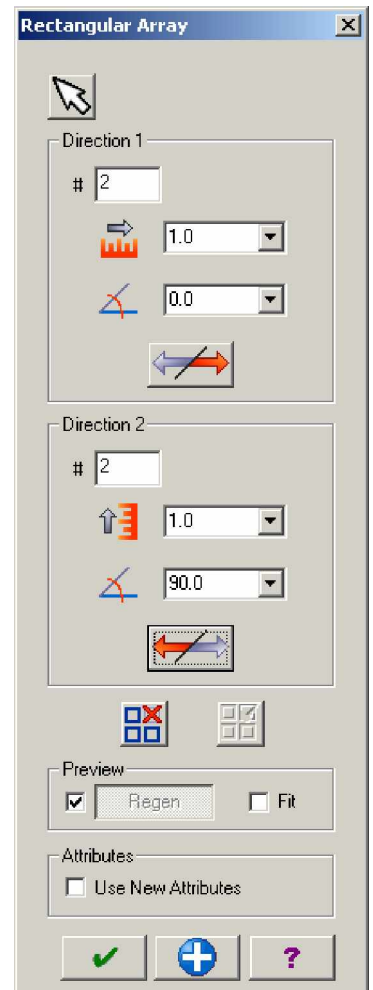 Rectangular Array
Direction 1
# 2
1.0
0.0
Direction 2
# 2
1.0
90.0
Preview
Regen Fit
Attributes
Use New Attributes
?